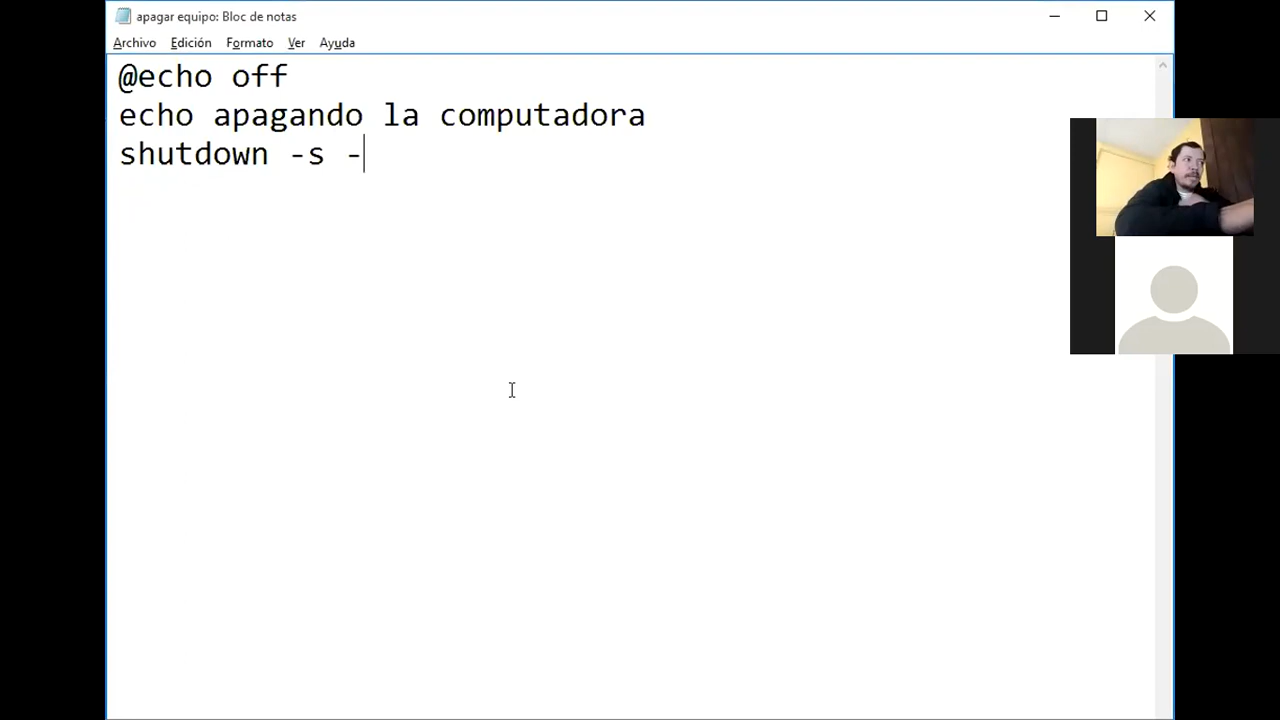 apagar equipo: Bloc de notas
Archivo Edición Formato Ver Ayuda
@echo off
echo apagando la computadora
shutdown -s -